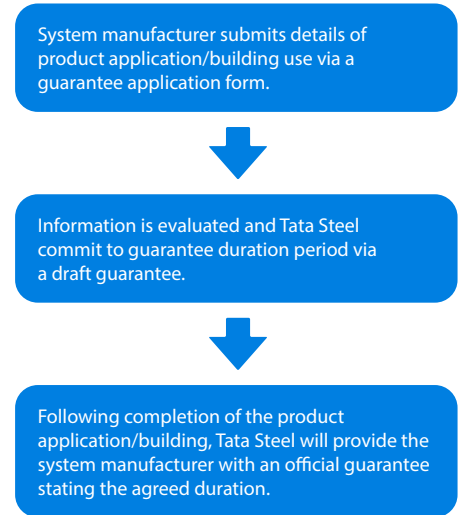 System manufacturer submits details of
product application/building use via a
guarantee application form.
Information is evaluated and Tata Steel
commit to guarantee duration period via
a draft guarantee.
Following completion of the product
application/building, Tata Steel will provide the
system manufacturer with an official guarantee
stating the agreed duration.